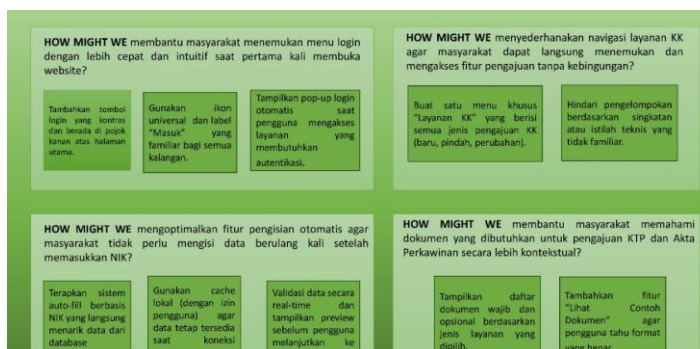 HOW MIGHT WE membantu masyarakat menemukan menu login
dengan lebih cepat dan intuitif saat pertama kali membuka
website?
Tambahkan tombol
login yang kontras
dan berada di pojok
kanan atas halaman
utama.
Gunakan ikon
universal dan label
"Masuk" yang
familiar bagi semua
kalangan.
Tampilkan pop-up login
otomatis saat
pengguna mengakses
layanan yang
membutuhkan
autentikasi.
HOW MIGHT WE menyederhanakan navigasi layanan KK
agar masyarakat dapat langsung menemukan dan
mengakses fitur pengajuan tanpa kebingungan?
Buat satu menu khusus
"Layanan KK" yang berisi
semua jenis pengajuan KK
(baru, pindah, perubahan).
Hindari pengelompokan
berdasarkan singkatan
atau istilah teknis yang
tidak familiar.
HOW MIGHT WE mengoptimalkan fitur pengisian otomatis agar
masyarakat tidak perlu mengisi data berulang kali setelah
memasukkan NIK?
Terapkan sistem
auto-fill berbasis
NIK yang langsung
menarik data dari
database
Gunakan cache
lokal (dengan izin
pengguna) agar
data tetap tersedia
saat koneksi
Validasi data secara
real-time dan
tampilkan preview
sebelum pengguna
melanjutkan ke
HOW MIGHT WE membantu masyarakat memahami
dokumen yang dibutuhkan untuk pengajuan KTP dan Akta
Perkawinan secara lebih kontekstual?
Tampilkan daftar
dokumen wajib dan
opsional berdasarkan
jenis layanan yang
dipilih.
Tambahkan fitur
"Lihat Contoh
Dokumen" agar
pengguna tahu format
yang benar.